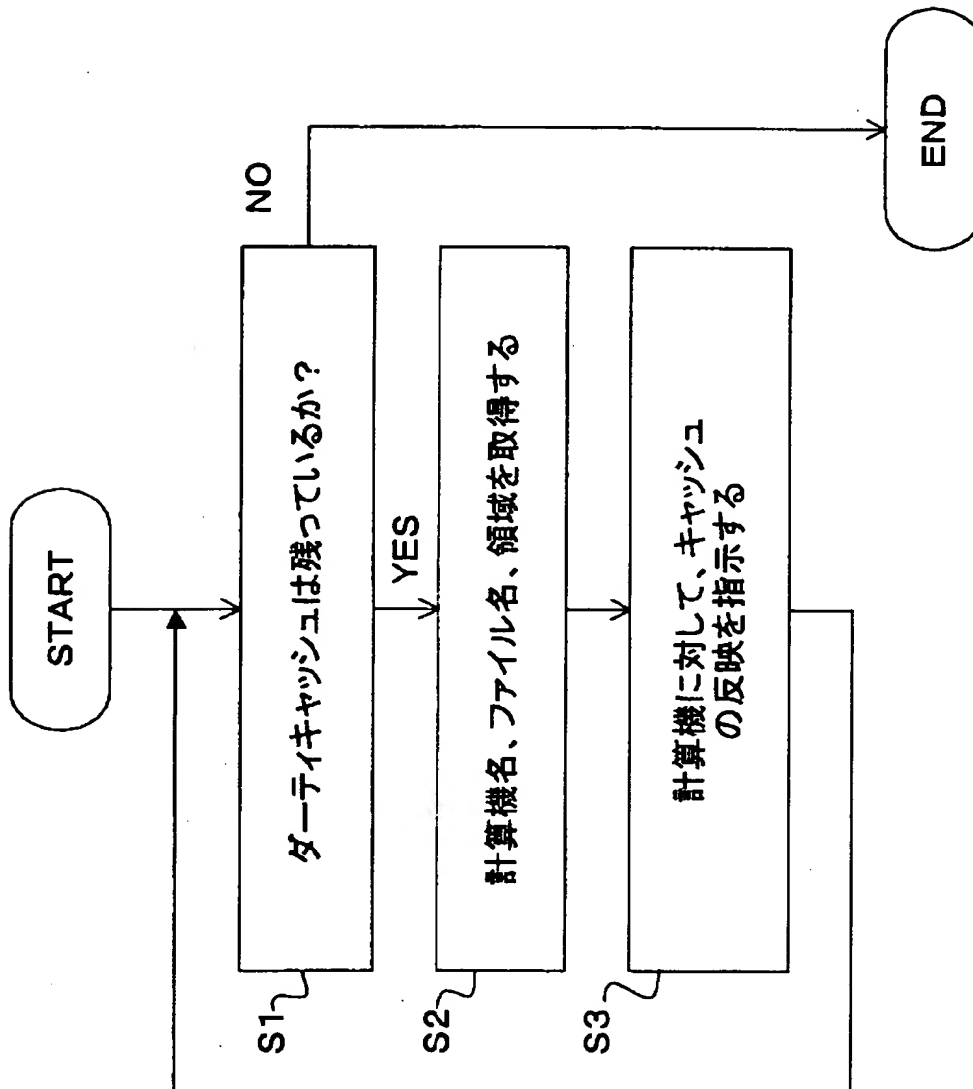 START
S1
ダーティキャッシュは残っているか?
NO
YES
S2
計算機名、ファイル名、領域を取得する
S3
計算機に対して、キャッシュ
の反映を指示する
END